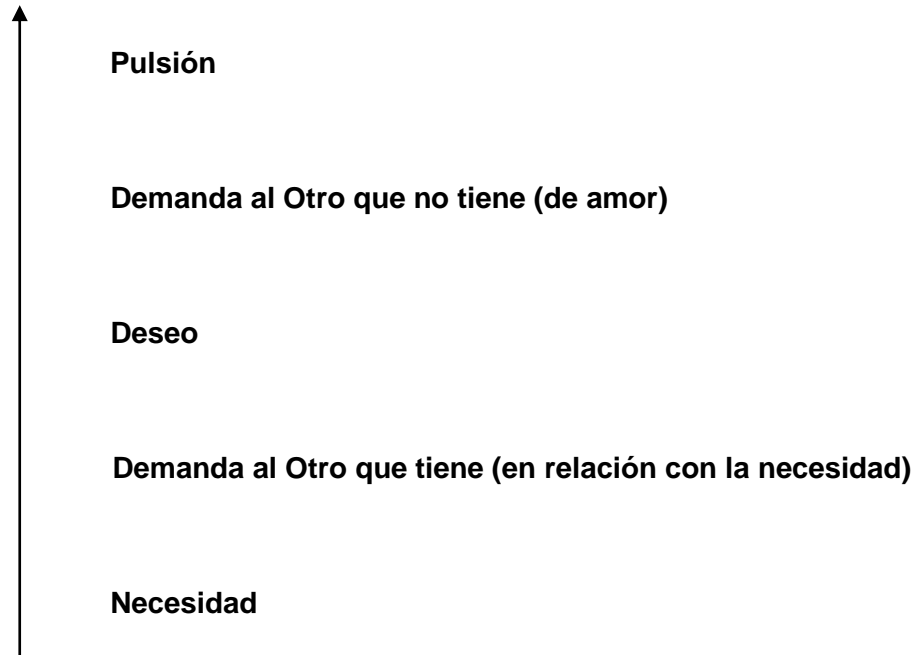 Pulsión
Demanda al Otro que no tiene (de amor)
Deseo
Demanda al Otro que tiene (en relación con la necesidad)
Necesidad